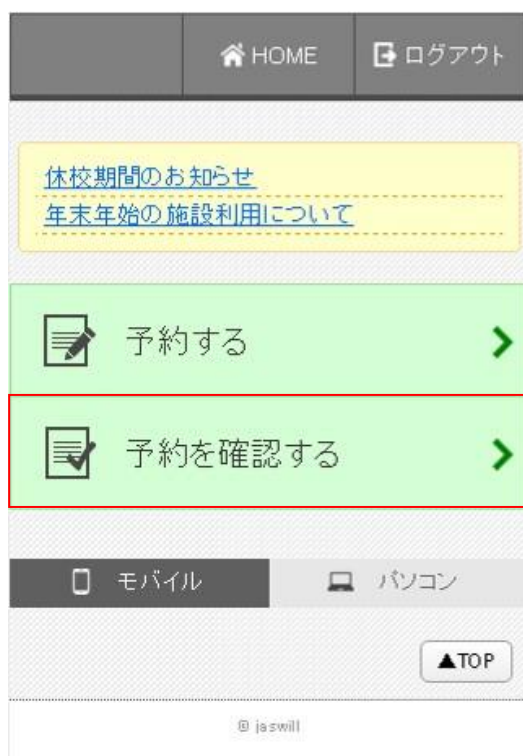 HOME
ログアウト
休校期間のお知らせ
年末年始の施設利用について
予約する
予約を確認する
モバイル
パソコン
▲TOP
© jaswill